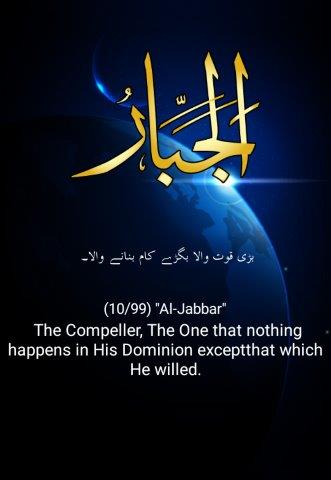 الجَبَّارُ
بڑی قوت والا بگڑے کام بنانے والا۔
(10/99) "Al-Jabbar"
The Compeller, The One that nothing
happens in His Dominion exceptthat which
He willed.